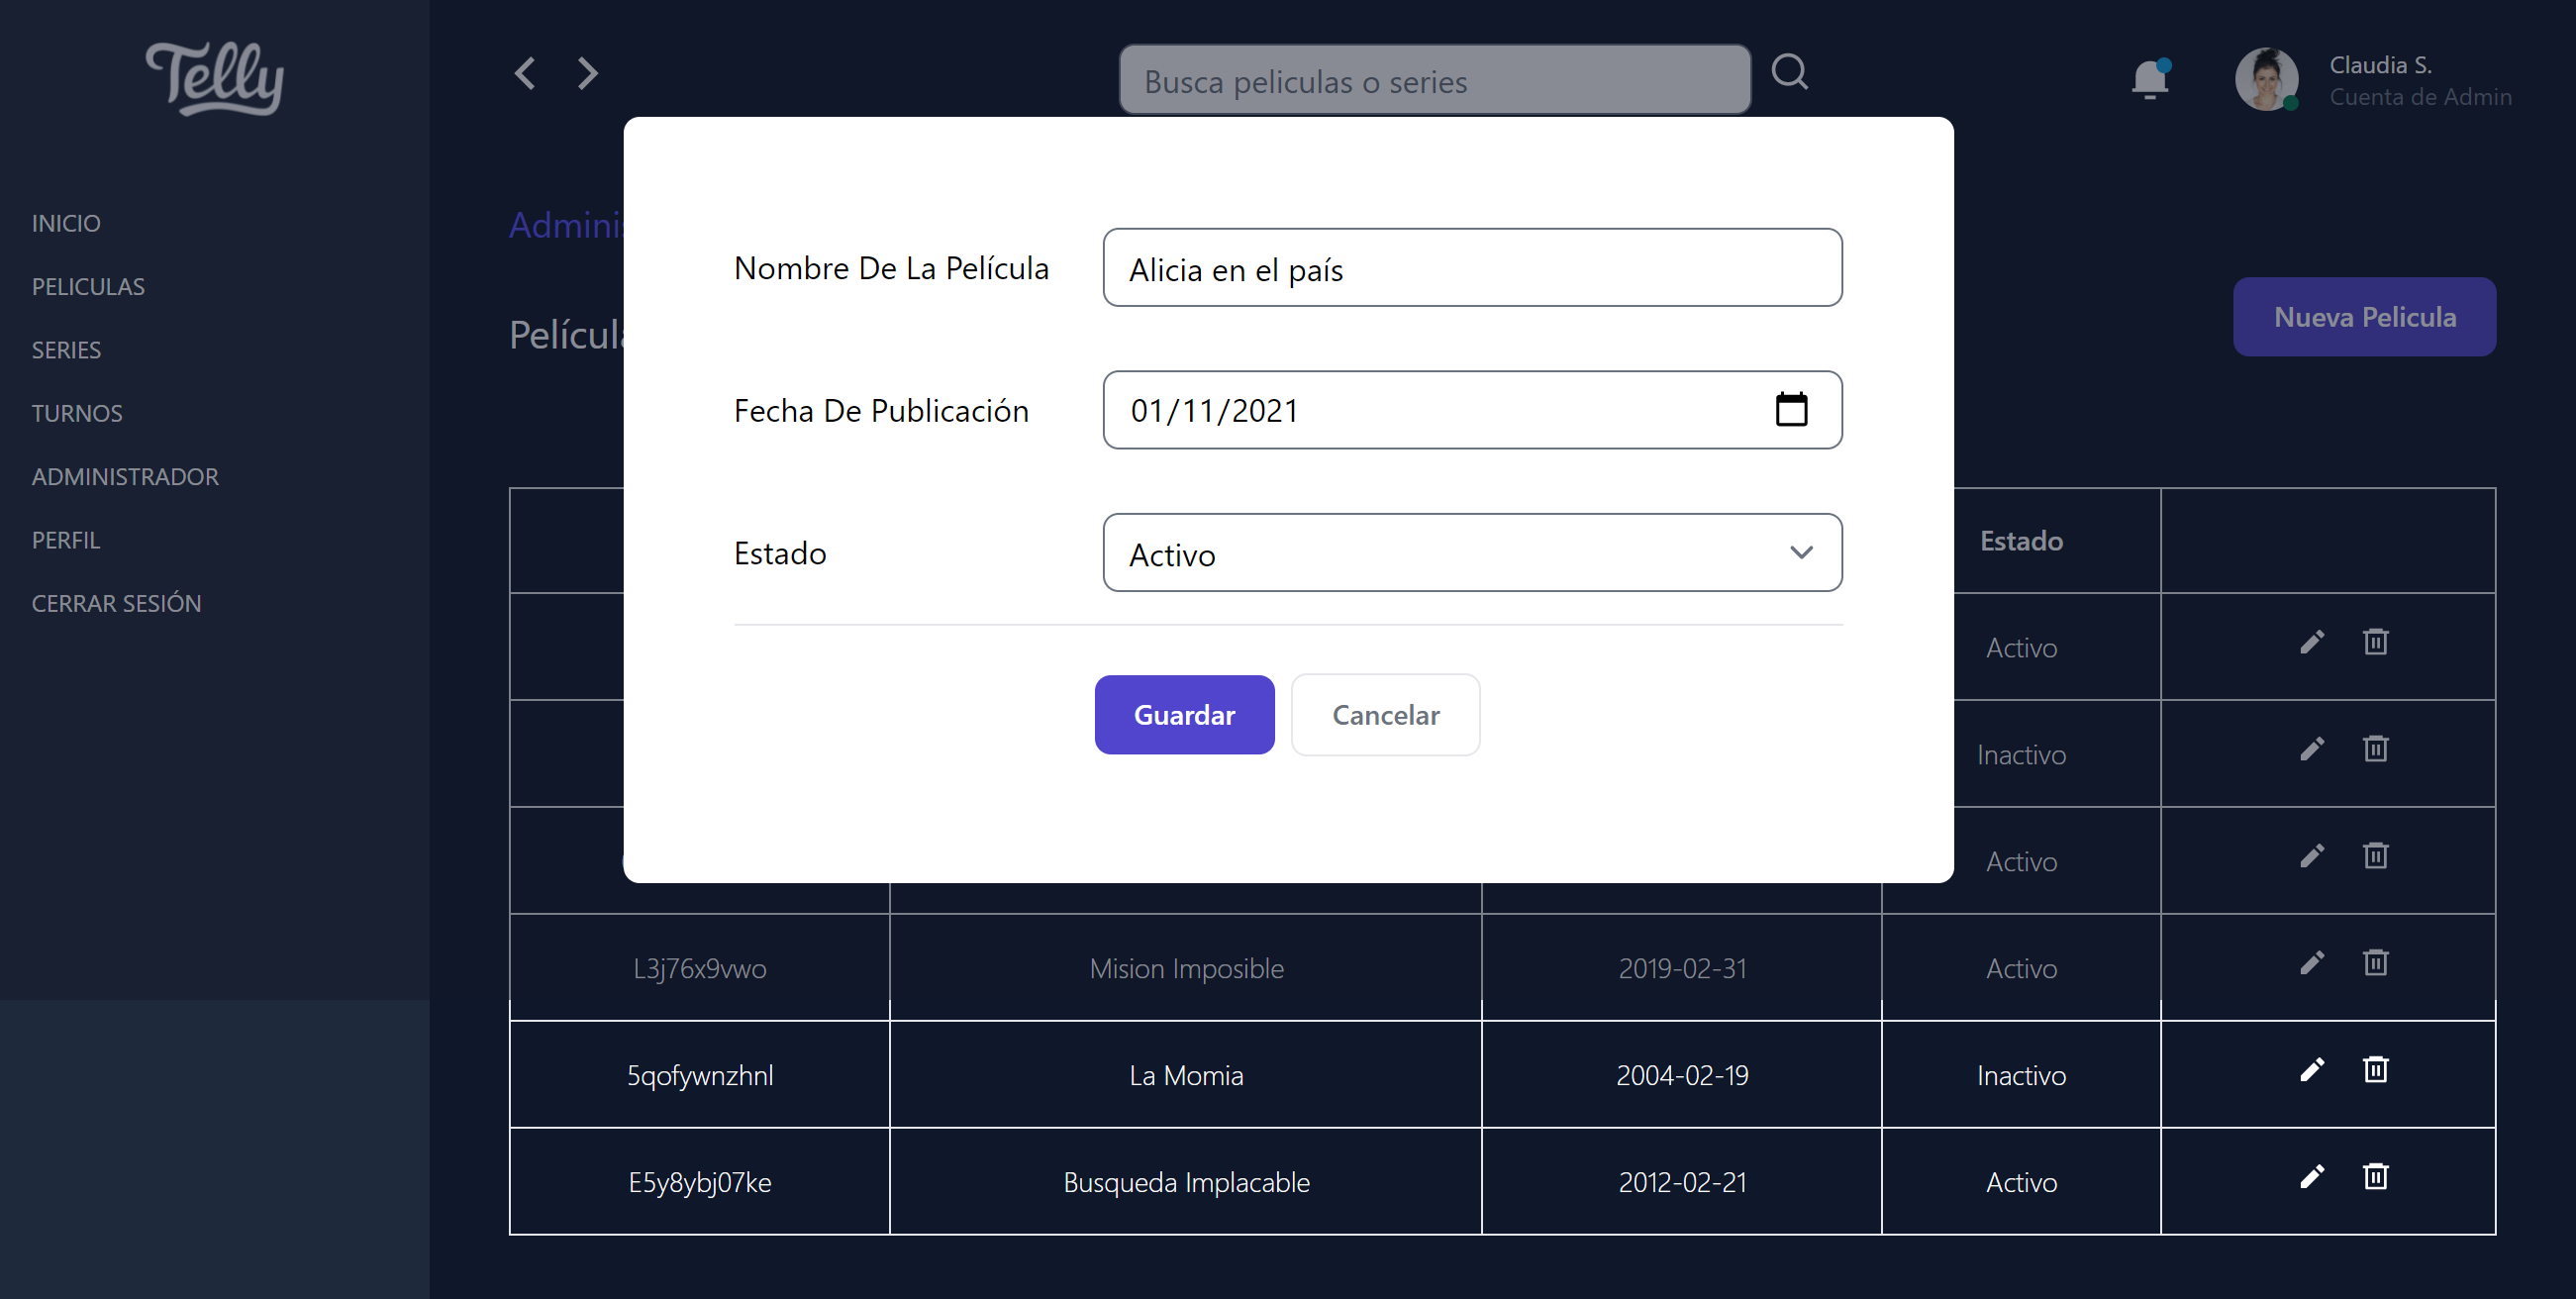 Telly
Busca peliculas o series
Claudia S.
Cuenta de Admin
INICIO
PELICULAS
SERIES
TURNOS
ADMINISTRADOR
PERFIL
CERRAR SESIÓN
Nueva Pelicula
Nombre De La Película
Alicia en el país
Fecha De Publicación
01/11/2021
Estado
Activo
Guardar
Cancelar
Estado
Activo
Inactivo
Activo
L3j76x9vwo Mision Imposible 2019-02-31 Activo
5qofywnzhnl La Momia 2004-02-19 Inactivo
E5y8ybj07ke Busqueda Implacable 2012-02-21 Activo